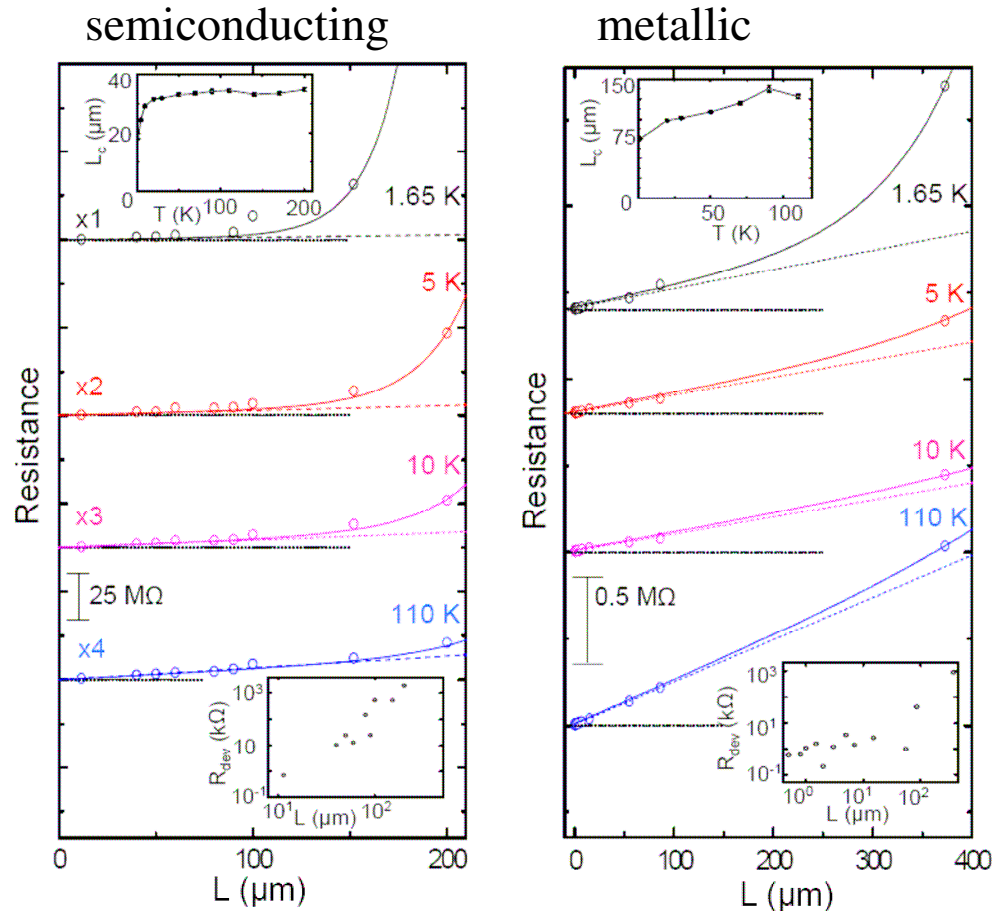 semiconducting
metallic
Resistance
40
20
0
L_c (μm)
0
100
200
T (K)
x1
1.65 K
5 K
x2
10 K
x3
25 MΩ
110 K
x4
10^3
10
10^-1
R_dev (kΩ)
10^1
10^2
L (μm)
0
100
200
L (μm)
Resistance
150
75
0
L_c (μm)
50
100
T (K)
1.65 K
5 K
10 K
110 K
0.5 MΩ
10^3
10^1
10^-1
R_dev (kΩ)
10^0
10^1
10^2
L (μm)
0
100
200
300
400
L (μm)